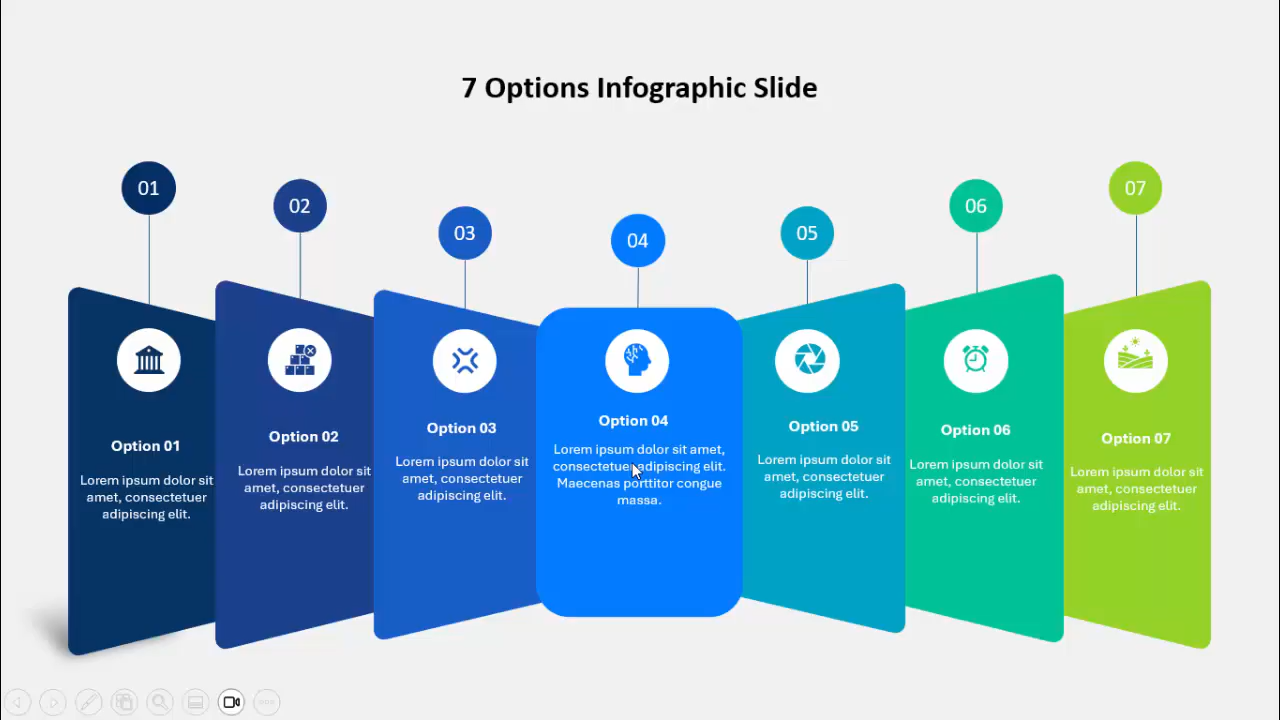 7 Options Infographic Slide
01
02
03
04
05
06
07
Option 01
Lorem ipsum dolor sit
amet, consectetuer
adipiscing elit.
Option 02
Lorem ipsum dolor sit
amet, consectetuer
adipiscing elit.
Option 03
Lorem ipsum dolor sit
amet, consectetuer
adipiscing elit.
Option 04
Lorem ipsum dolor sit amet,
consectetuer adipiscing elit.
Maecenas porttitor congue
massa.
Option 05
Lorem ipsum dolor sit
amet, consectetuer
adipiscing elit.
Option 06
Lorem ipsum dolor sit
amet, consectetuer
adipiscing elit.
Option 07
Lorem ipsum dolor sit
amet, consectetuer
adipiscing elit.